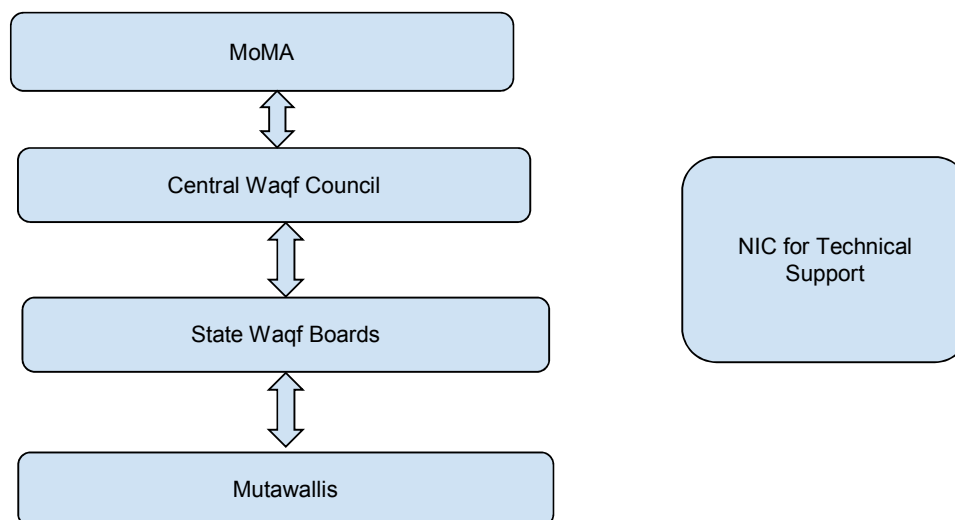 MoMA
Central Waqf Council
NIC for Technical
Support
State Waqf Boards
Mutawallis